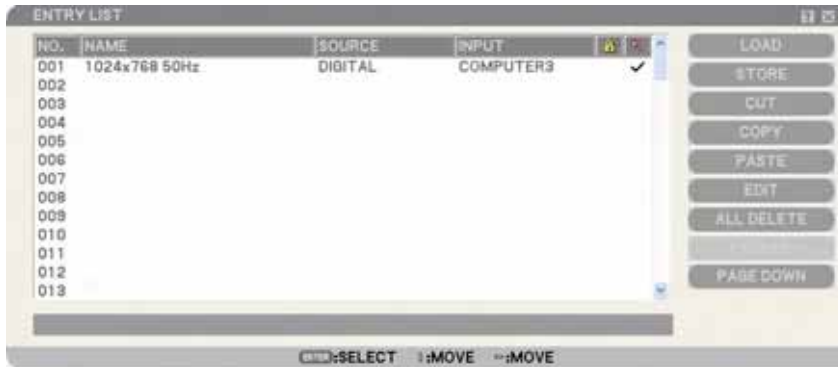 ENTRY LIST
NO. NAME SOURCE INPUT
001 1024x768 50Hz DIGITAL COMPUTER3
002
003
004
005
006
007
008
009
010
011
012
013
LOAD
STORE
CUT
COPY
PASTE
EDIT
ALL DELETE
PAGE DOWN
ENTER:SELECT :MOVE :MOVE